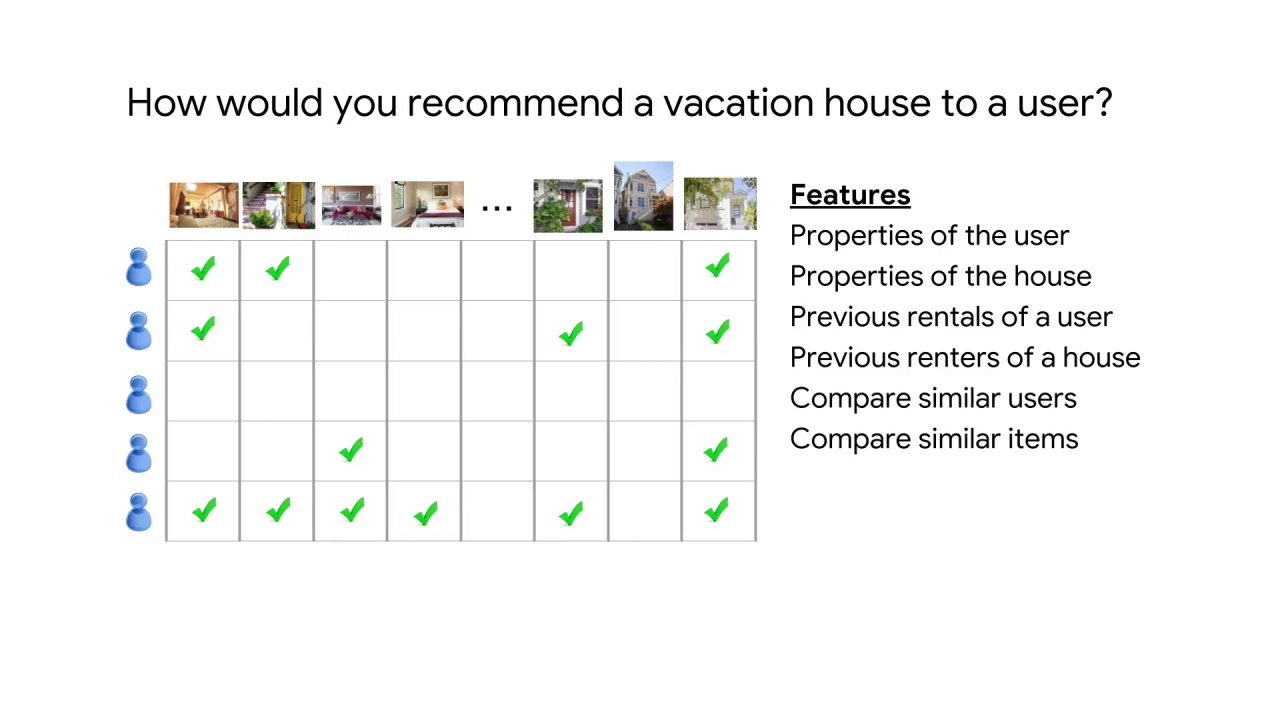 How would you recommend a vacation house to a user?
...
Features
Properties of the user
Properties of the house
Previous rentals of a user
Previous renters of a house
Compare similar users
Compare similar items